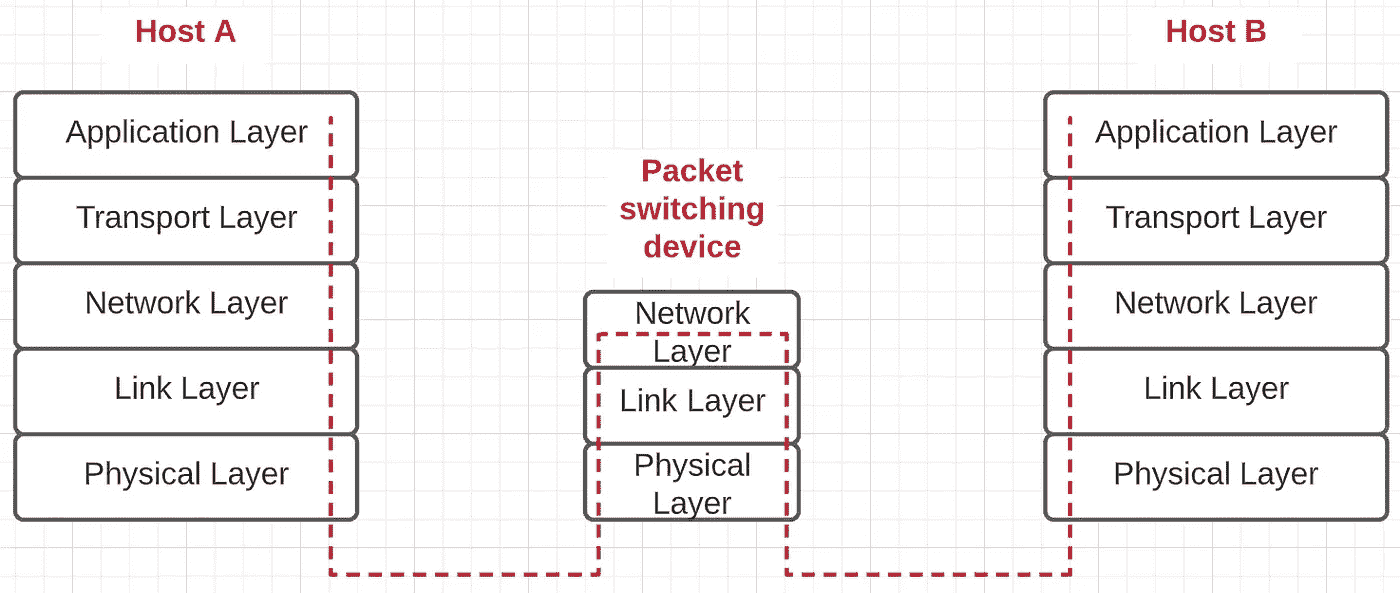 Host A
Host B
Application Layer
Transport Layer
Network Layer
Link Layer
Physical Layer
Packet
switching
device
Network
Layer
Link Layer
Physical
Layer
Application Layer
Transport Layer
Network Layer
Link Layer
Physical Layer